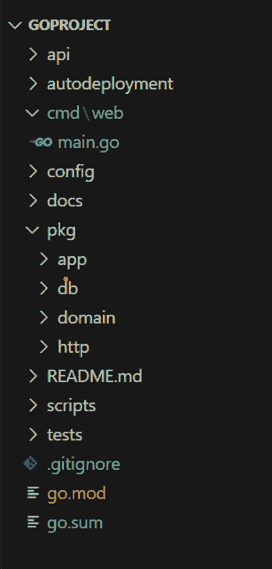 GOPROJECT
api
autodeployment
cmd\web
main.go
config
docs
pkg
app
db
domain
http
README.md
scripts
tests
.gitignore
go.mod
go.sum